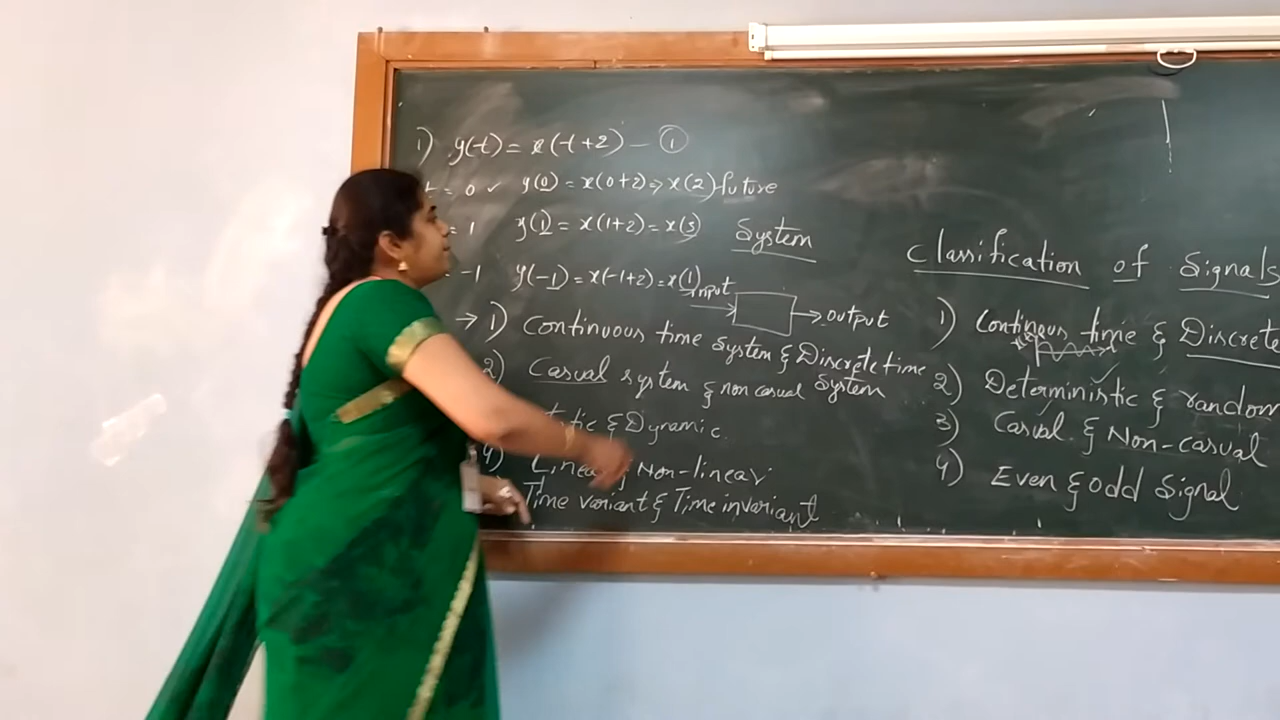 1) y(t) = x(t+2) - ①
t = 0 ✓ y(0) = x(0+2) => x(2) future
= 1 y(1) = x(1+2) = x(3)
= -1 y(-1) = x(-1+2) = x(1)
System
input
output
→ 1) Continuous time System & Discrete time System
2) Casual system & non casual
& Dynamic
4) Linear & Non-linear
Time variant & Time invariant
Classification of Signals
1) Continous time & Discrete
2) Deterministic & random
3) Casual & Non-casual
4) Even & odd Signal